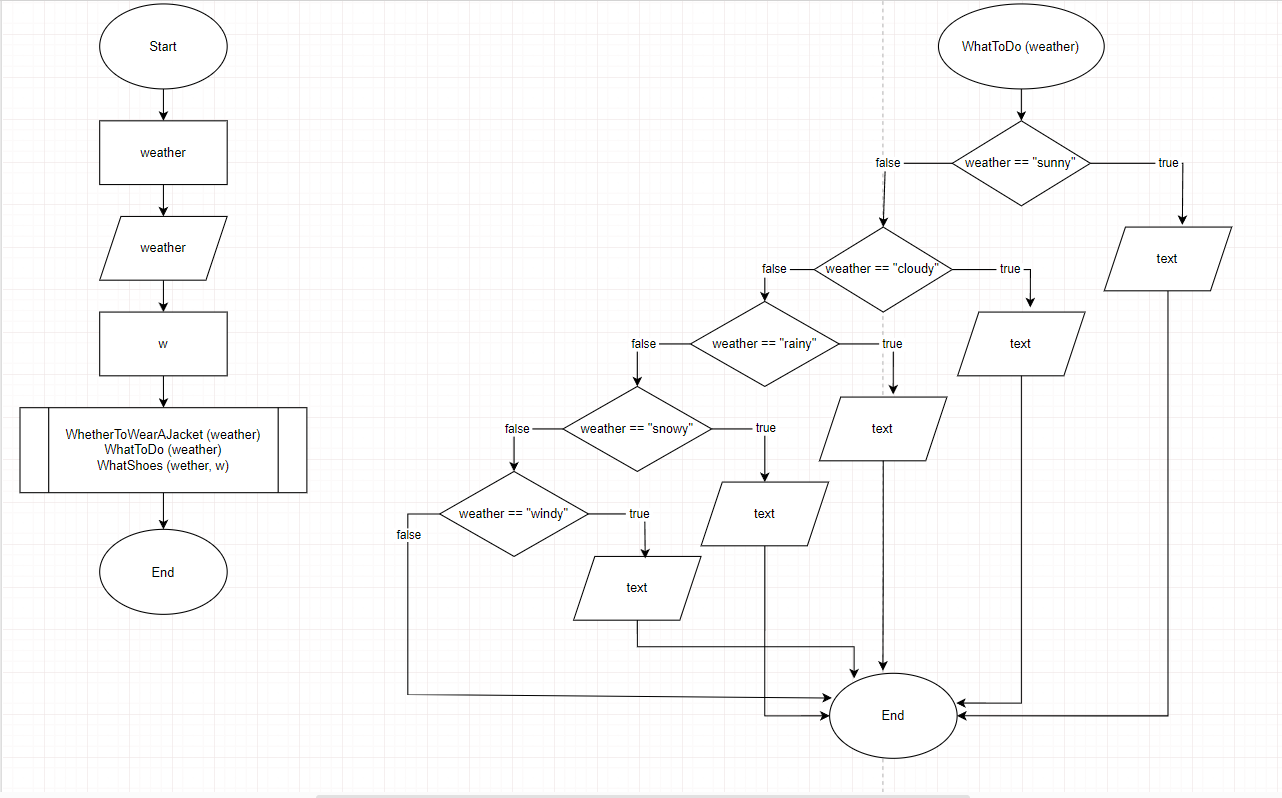 Start
weather
weather
w
WhetherToWearAJacket (weather)
WhatToDo (weather)
WhatShoes (wether, w)
End
WhatToDo (weather)
weather == "sunny"
false
true
text
weather == "cloudy"
false
true
text
weather == "rainy"
false
true
text
weather == "snowy"
false
true
text
weather == "windy"
false
true
text
End